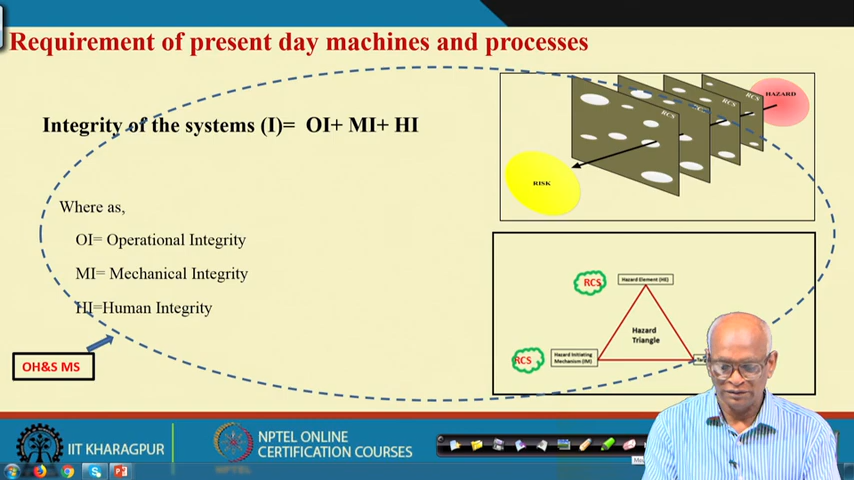 Requirement of present day machines and processes
Integrity of the systems (I)= OI+ MI+ HI
Where as,
OI= Operational Integrity
MI= Mechanical Integrity
HI=Human Integrity
OH&S MS
HAZARD
RCS
RCS
RCS
RISK
RCS
Hazard Element (HE)
Hazard
Triangle
RCS
Hazard Initiating
Mechanism (IM)
IIT KHARAGPUR
NPTEL ONLINE
CERTIFICATION COURSES